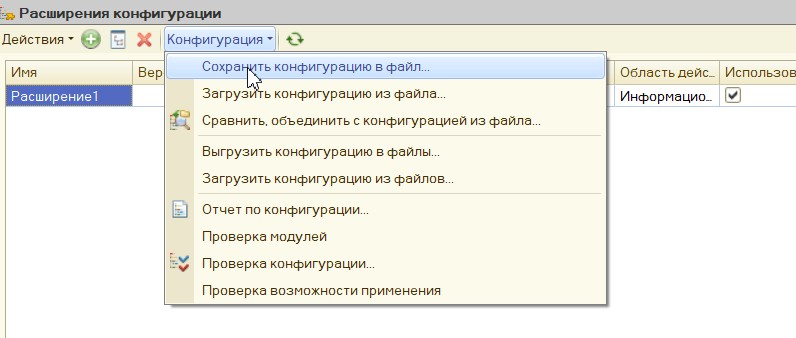 Расширения конфигурации
Действия Конфигурация
Имя Вер Область дейс... Использов
Расширение1 Информацио...
Сохранить конфигурацию в файл...
Загрузить конфигурацию из файла...
Сравнить, объединить с конфигурацией из файла...
Выгрузить конфигурацию в файлы...
Загрузить конфигурацию из файлов...
Отчет по конфигурации...
Проверка модулей
Проверка конфигурации...
Проверка возможности применения